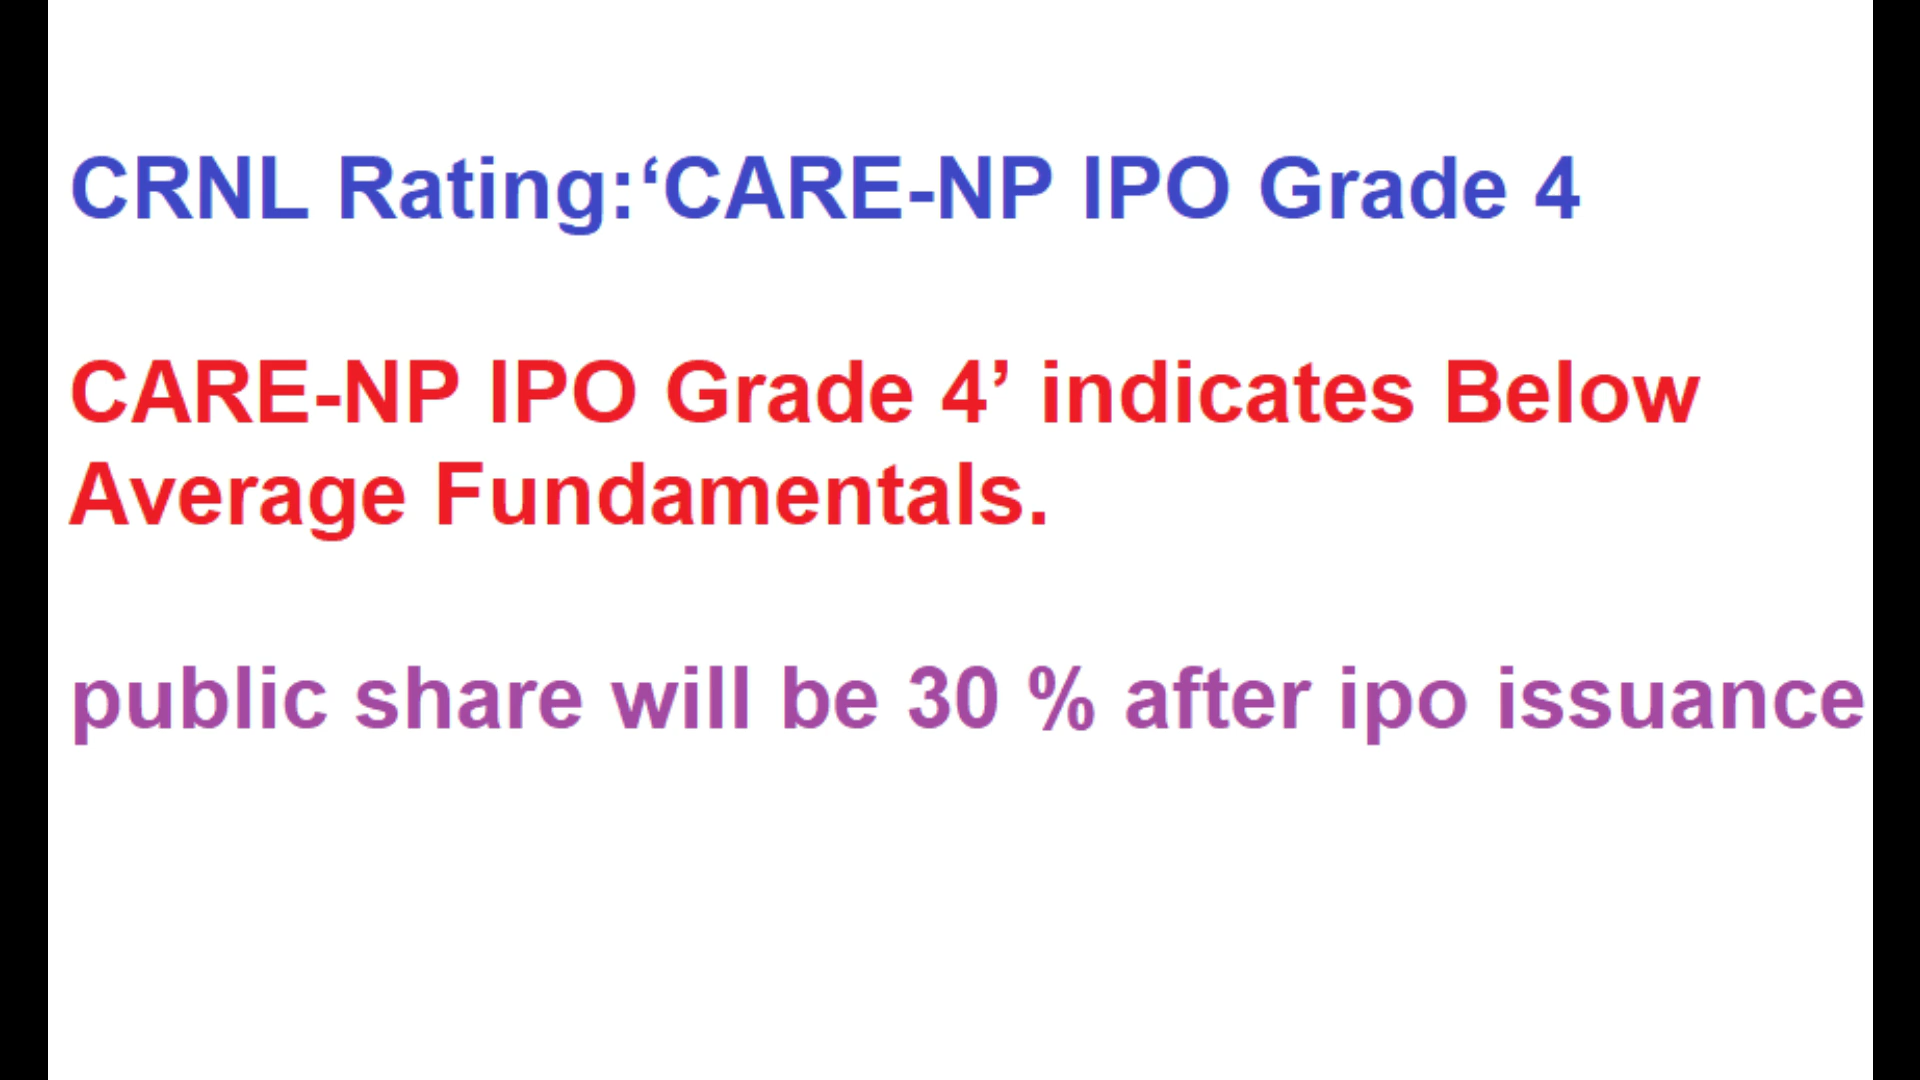 CRNL Rating:‘CARE-NP IPO Grade 4
CARE-NP IPO Grade 4’ indicates Below
Average Fundamentals.
public share will be 30 % after ipo issuance